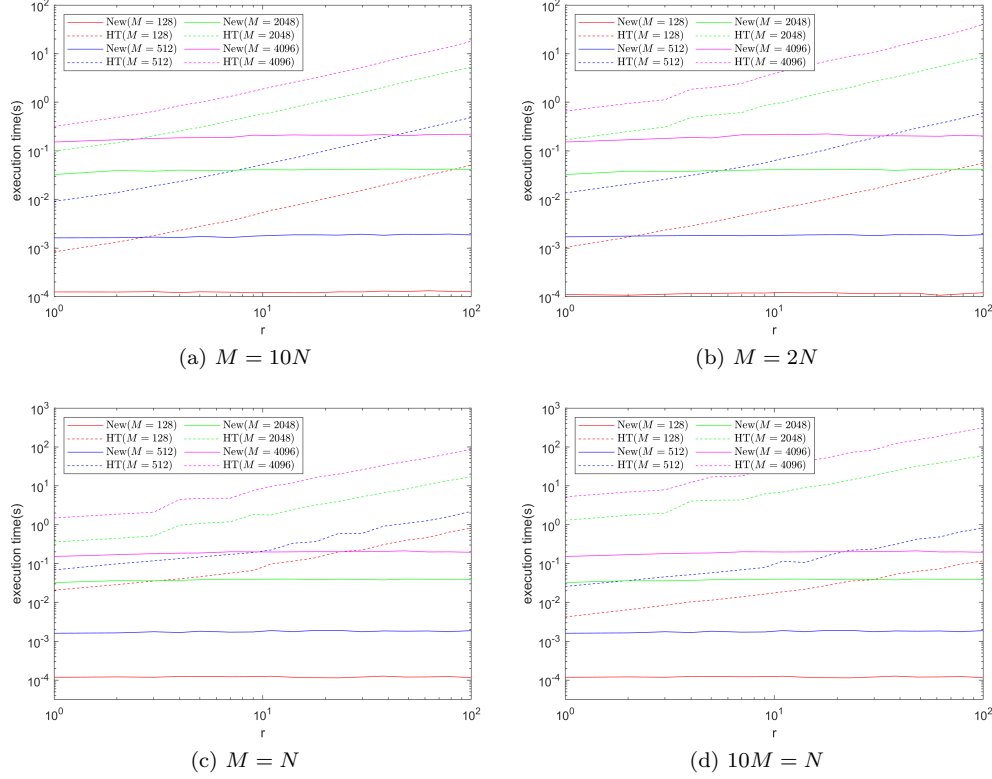 New(M = 128) New(M = 2048)
HT(M = 128) HT(M = 2048)
New(M = 512) New(M = 4096)
HT(M = 512) HT(M = 4096)
execution time(s)
10^2
10^1
10^0
10^-1
10^-2
10^-3
10^-4
10^0 10^1 10^2
r
(a) M = 10N
New(M = 128) New(M = 2048)
HT(M = 128) HT(M = 2048)
New(M = 512) New(M = 4096)
HT(M = 512) HT(M = 4096)
execution time(s)
10^2
10^1
10^0
10^-1
10^-2
10^-3
10^-4
10^0 10^1 10^2
r
(b) M = 2N
New(M = 128) New(M = 2048)
HT(M = 128) HT(M = 2048)
New(M = 512) New(M = 4096)
HT(M = 512) HT(M = 4096)
execution time(s)
10^3
10^2
10^1
10^0
10^-1
10^-2
10^-3
10^-4
10^0 10^1 10^2
r
(c) M = N
New(M = 128) New(M = 2048)
HT(M = 128) HT(M = 2048)
New(M = 512) New(M = 4096)
HT(M = 512) HT(M = 4096)
execution time(s)
10^3
10^2
10^1
10^0
10^-1
10^-2
10^-3
10^-4
10^0 10^1 10^2
r
(d) 10M = N